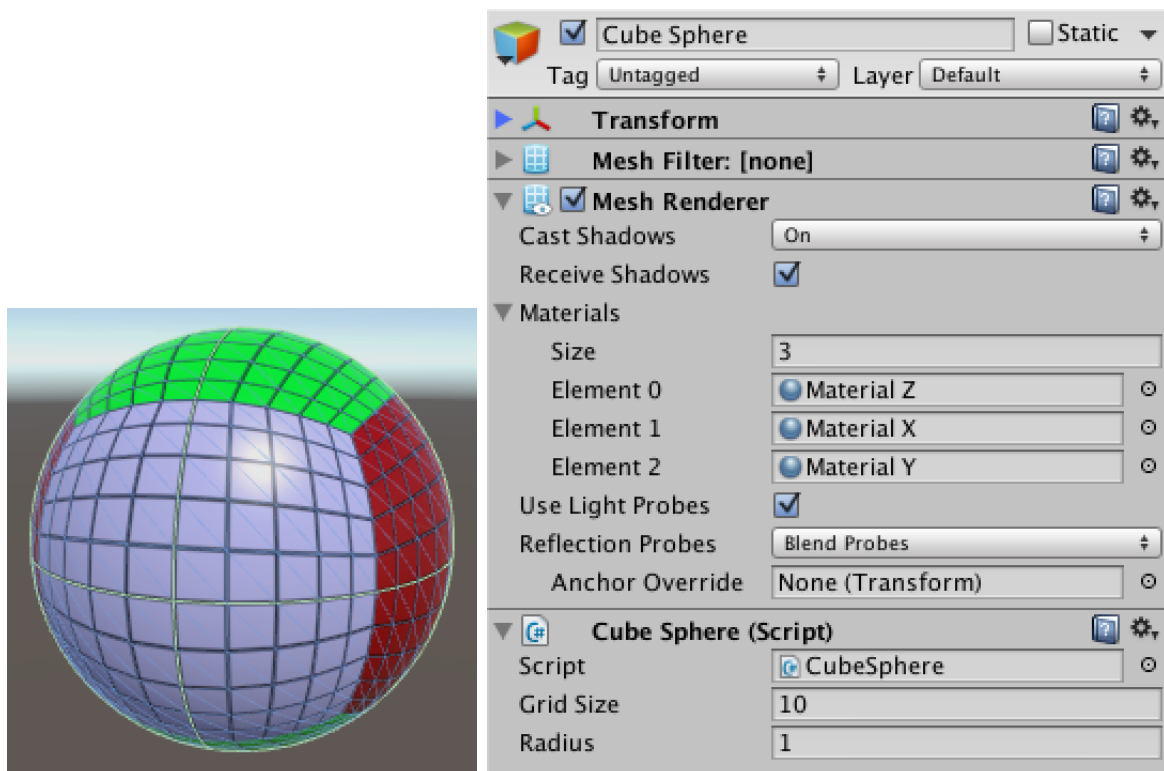 Cube Sphere Static
Tag Untagged Layer Default
Transform
Mesh Filter: [none]
Mesh Renderer
Cast Shadows On
Receive Shadows
Materials
Size 3
Element 0 Material Z
Element 1 Material X
Element 2 Material Y
Use Light Probes
Reflection Probes Blend Probes
Anchor Override None (Transform)
Cube Sphere (Script)
Script CubeSphere
Grid Size 10
Radius 1